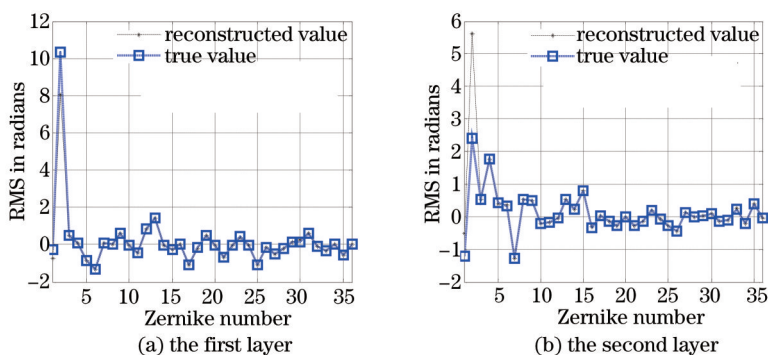 12
10
8
6
4
2
0
−2
RMS in radians
reconstructed value
true value
5 10 15 20 25 30 35
Zernike number
(a) the first layer
6
5
4
3
2
1
0
−1
−2
RMS in radians
reconstructed value
true value
5 10 15 20 25 30 35
Zernike number
(b) the second layer